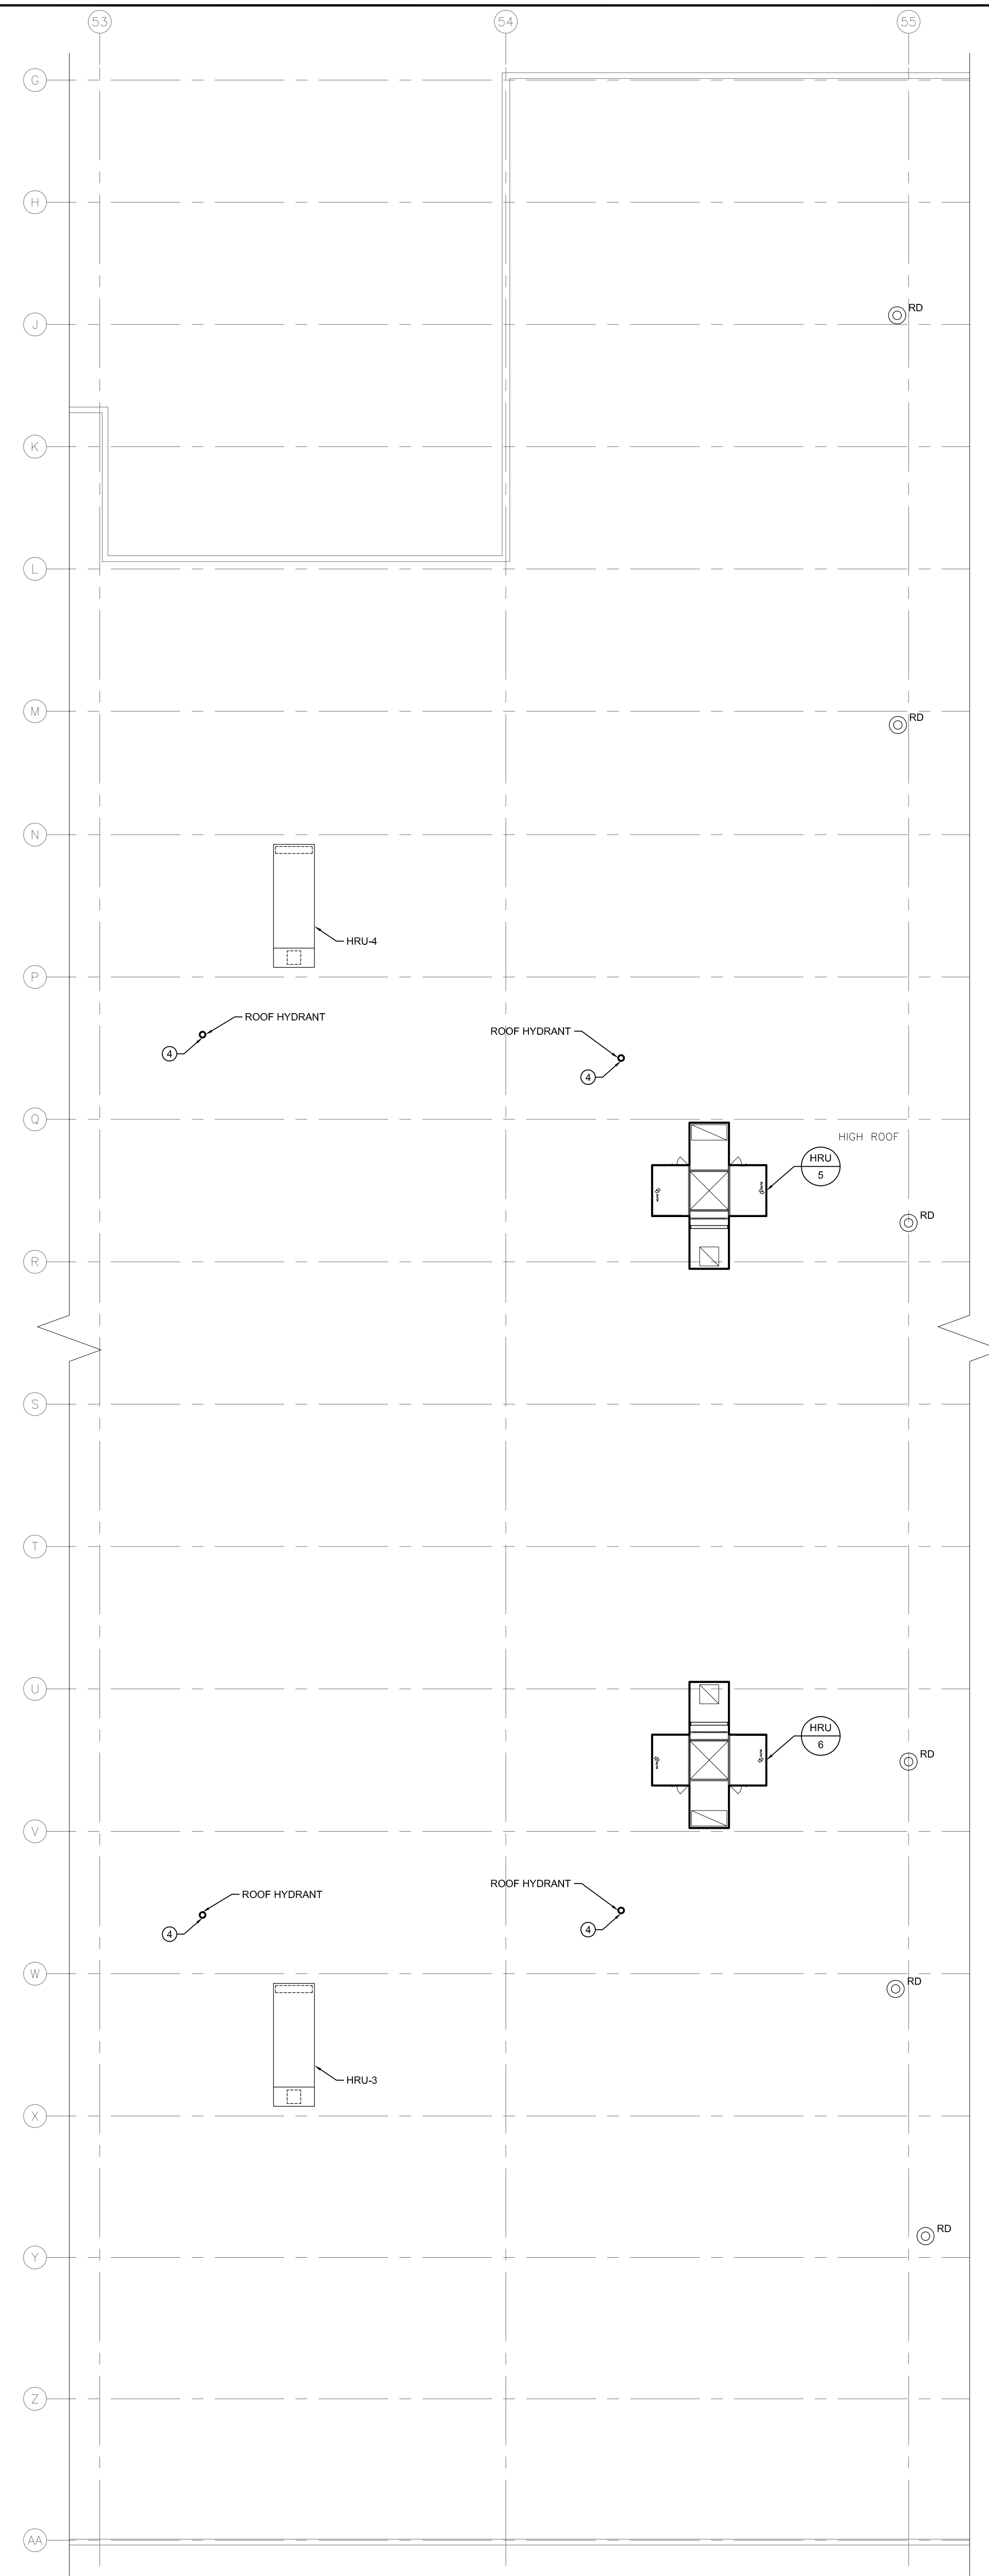 53
54
55
G
H
J
RD
K
L
M
RD
N
HRU-4
P
ROOF HYDRANT
4
ROOF HYDRANT
4
Q
HIGH ROOF
HRU
5
RD
R
S
T
U
HRU
6
RD
V
ROOF HYDRANT
4
ROOF HYDRANT
4
W
RD
HRU-3
X
RD
Y
Z
AA